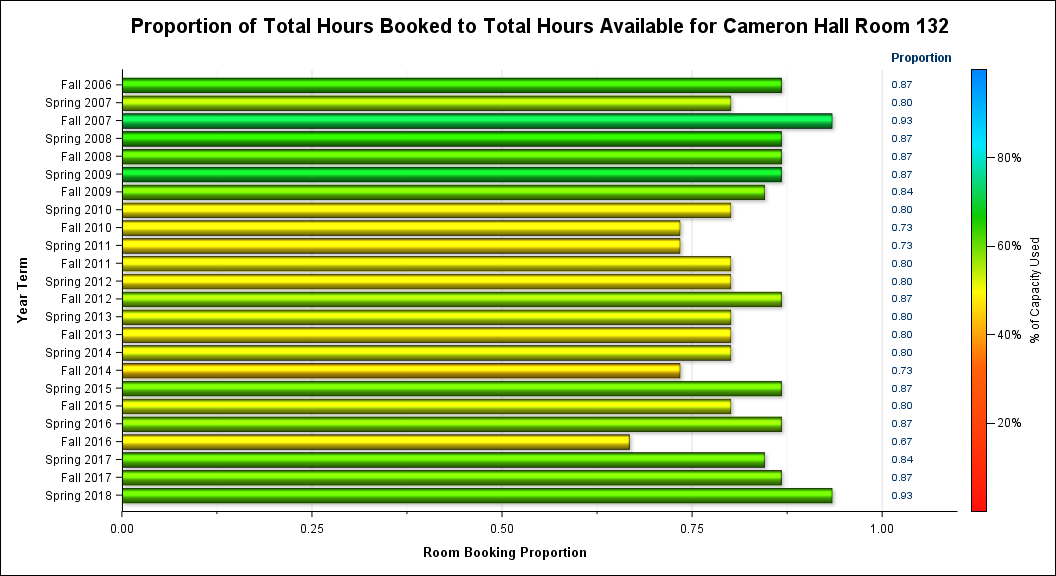 Proportion of Total Hours Booked to Total Hours Available for Cameron Hall Room 132
Proportion
Fall 2006 0.87
Spring 2007 0.80
Fall 2007 0.93
Spring 2008 0.87
Fall 2008 0.87
Spring 2009 0.87
Fall 2009 0.84
Spring 2010 0.80
Fall 2010 0.73
Spring 2011 0.73
Fall 2011 0.80
Spring 2012 0.80
Fall 2012 0.87
Spring 2013 0.80
Fall 2013 0.80
Spring 2014 0.80
Fall 2014 0.73
Spring 2015 0.87
Fall 2015 0.80
Spring 2016 0.87
Fall 2016 0.67
Spring 2017 0.84
Fall 2017 0.87
Spring 2018 0.93
Year Term
0.00 0.25 0.50 0.75 1.00
Room Booking Proportion
80%
60%
40%
20%
% of Capacity Used